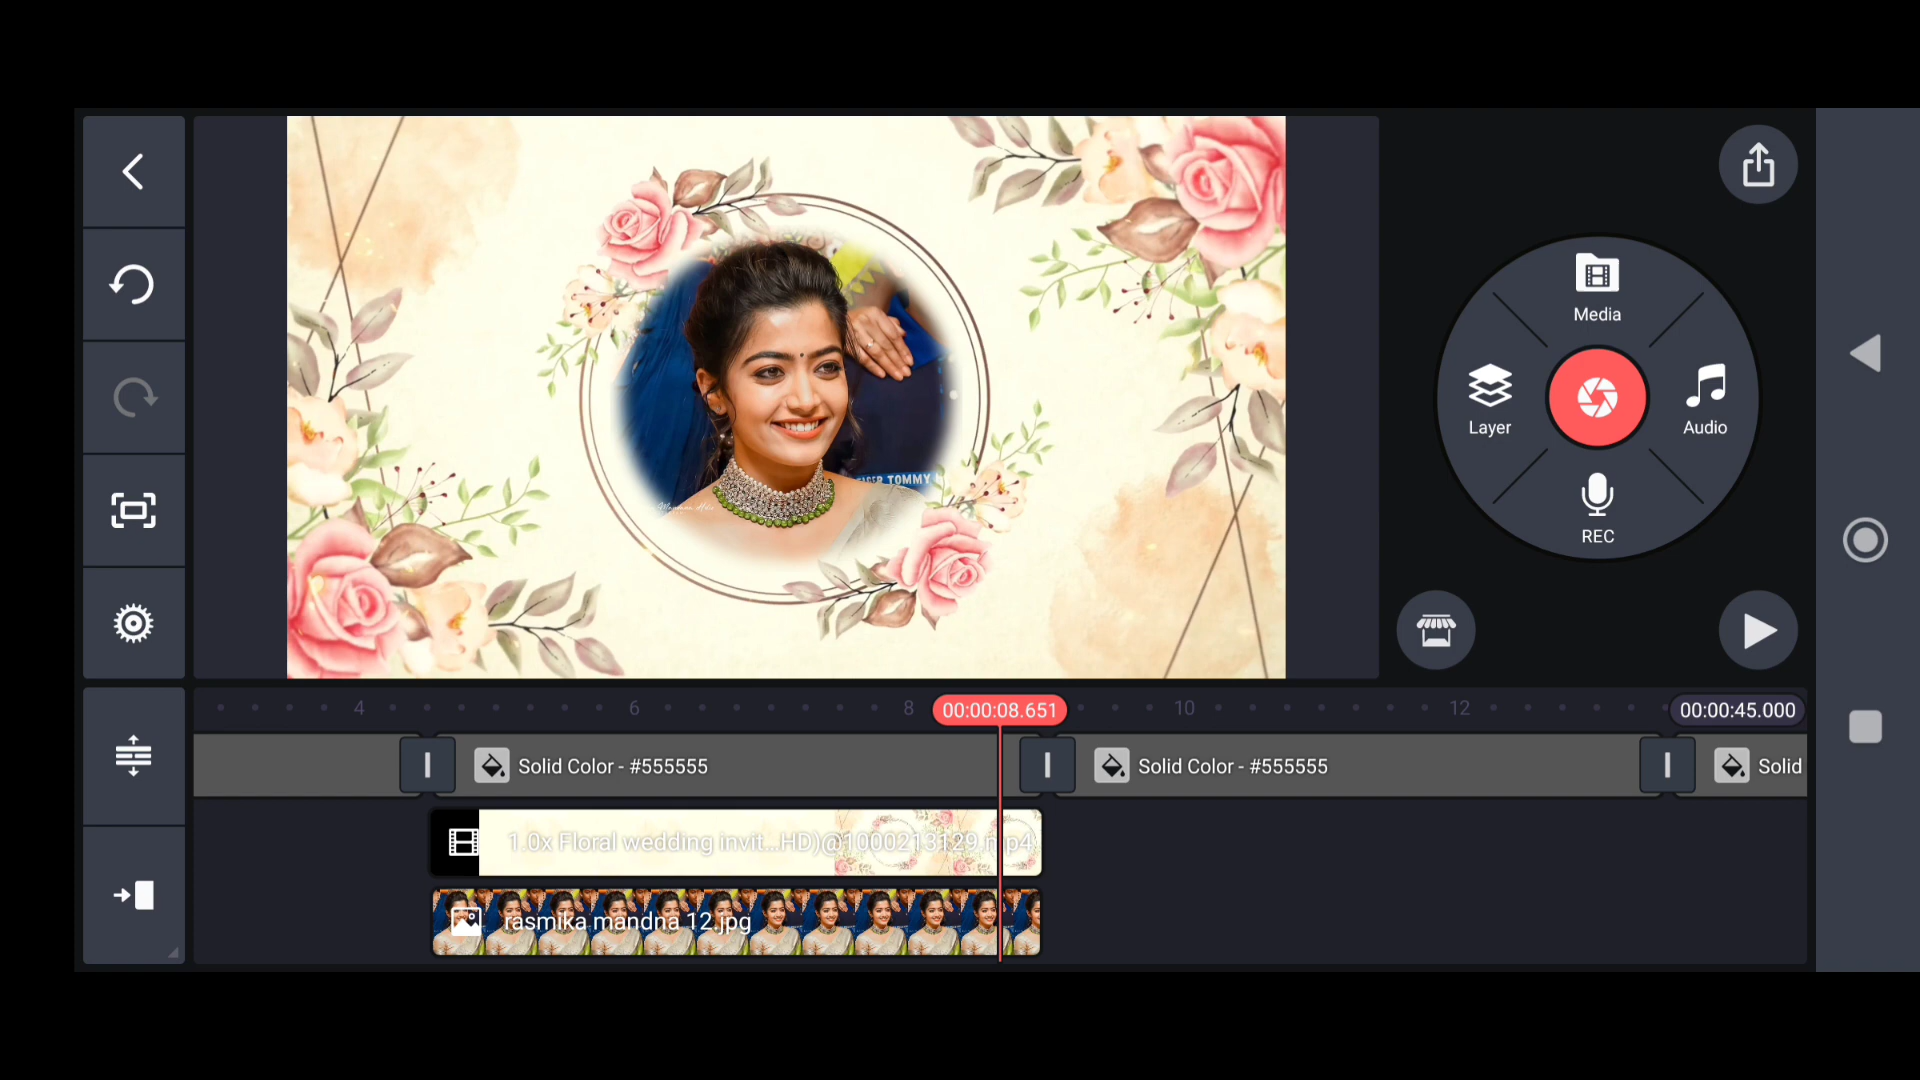 Media
Layer
Audio
REC
TOMMY
4
6
8
00:00:08.651
10
12
00:00:45.000
Solid Color - #555555
Solid Color - #555555
Solid
1.0x Floral wedding invit...HD)@1000213129.mp4
rasmika mandna 12.jpg